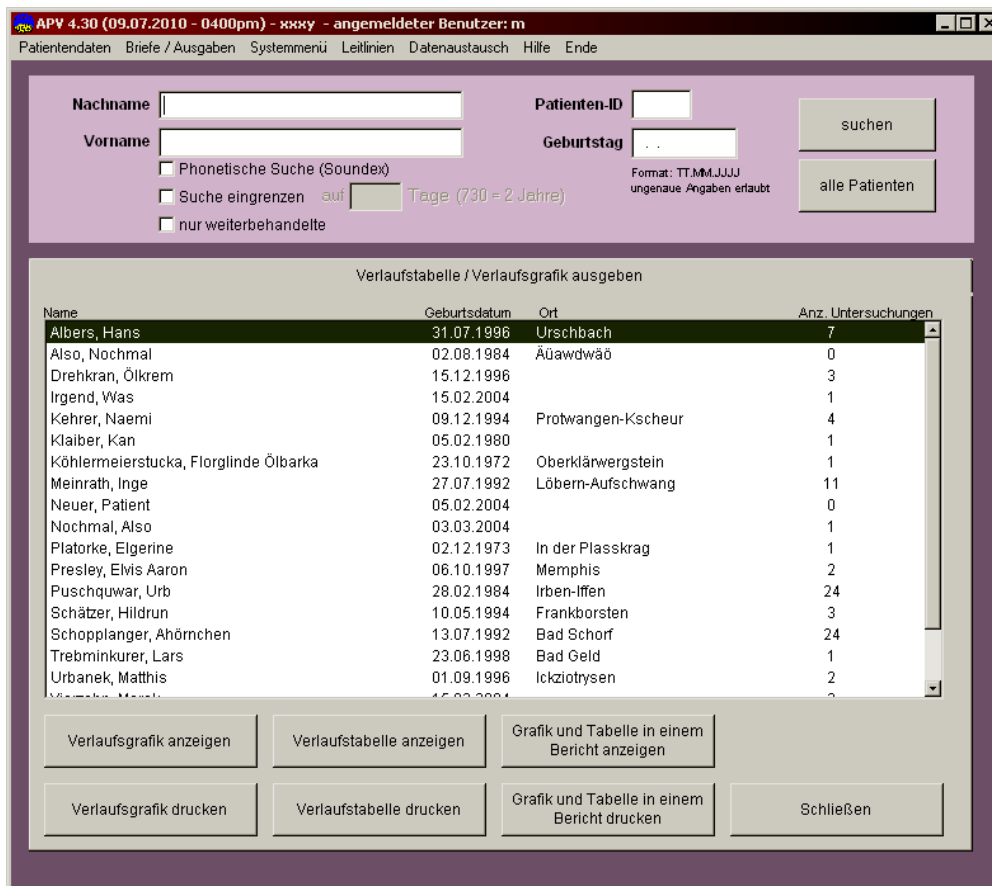 APV 4.30 (09.07.2010 - 0400pm) - xxxy - angemeldeter Benutzer: m
Patientendaten Briefe / Ausgaben Systemmenü Leitlinien Datenaustausch Hilfe Ende
Nachname Patienten-ID
suchen
Vorname Geburtstag . .
Phonetische Suche (Soundex) Format: TT.MM.JJJJ
ungenaue Angaben erlaubt
alle Patienten
Suche eingrenzen auf Tage (730 = 2 Jahre)
nur weiterbehandelte
Verlaufstabelle / Verlaufsgrafik ausgeben
Name Geburtsdatum Ort Anz. Untersuchungen
Albers, Hans 31.07.1996 Urschbach 7
Also, Nochmal 02.08.1984 Äüawdwäö 0
Drehkran, Ölkrem 15.12.1996 3
Irgend, Was 15.02.2004 1
Kehrer, Naemi 09.12.1994 Protwangen-Kscheur 4
Klaiber, Kan 05.02.1980 1
Köhlermeierstucka, Florglinde Ölbarka 23.10.1972 Oberklärwergstein 1
Meinrath, Inge 27.07.1992 Löbern-Aufschwang 11
Neuer, Patient 05.02.2004 0
Nochmal, Also 03.03.2004 1
Platorke, Elgerine 02.12.1973 In der Plasskrag 1
Presley, Elvis Aaron 06.10.1997 Memphis 2
Puschquwar, Urb 28.02.1984 Irben-Iffen 24
Schätzer, Hildrun 10.05.1994 Frankborsten 3
Schopplanger, Ahörnchen 13.07.1992 Bad Schorf 24
Trebminkurer, Lars 23.06.1998 Bad Geld 1
Urbanek, Matthis 01.09.1996 Ickziotrysen 2
Verlaufsgrafik anzeigen Verlaufstabelle anzeigen Grafik und Tabelle in einem
Bericht anzeigen
Verlaufsgrafik drucken Verlaufstabelle drucken Grafik und Tabelle in einem
Bericht drucken
Schließen